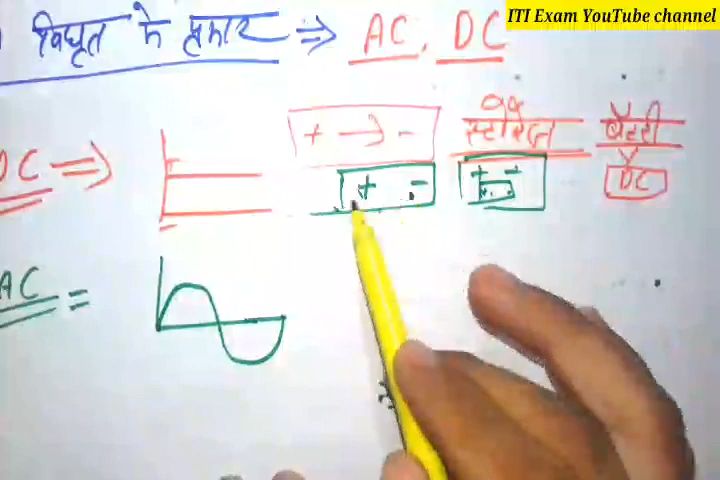 ITI Exam YouTube channel
विघुत के प्रकार ⇒ AC, DC
DC ⇒ + → - स्टोरेज बैटरी
+ - + - DC
AC =